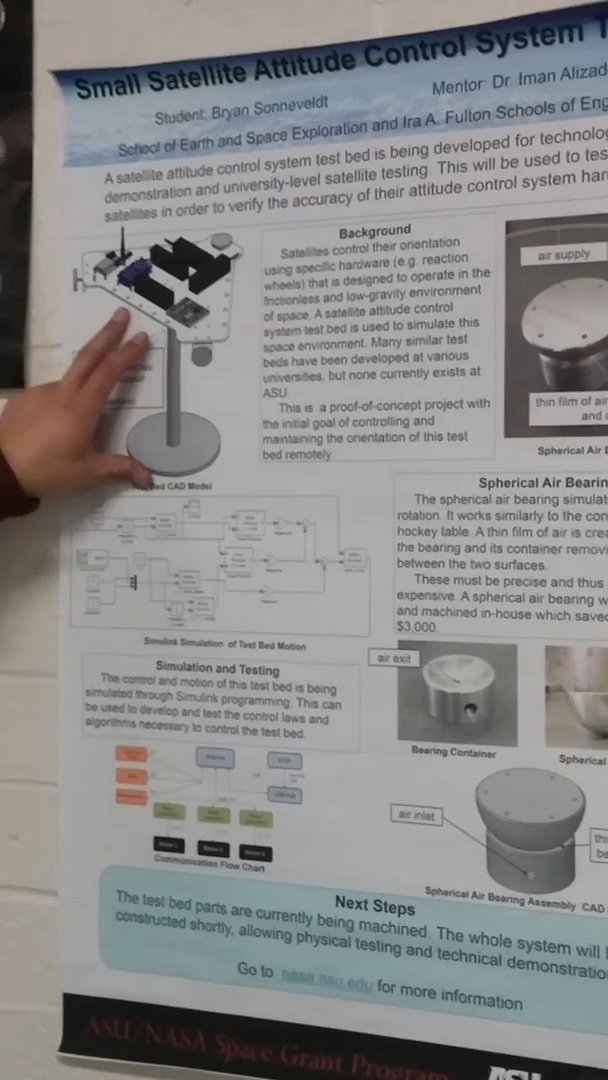 Small Satellite Attitude Control System
Student: Bryan Sonneveldt
Mentor: Dr. Iman Alizad
School of Earth and Space Exploration and Ira A. Fulton Schools of Eng
A satellite attitude control system test bed is being developed for technolog
demonstration and university-level satellite testing. This will be used to tes
satellites in order to verify the accuracy of their attitude control system har
Background
Satellites control their orientation
using specific hardware (e.g. reaction
wheels) that is designed to operate in the
frictionless and low-gravity environment
of space. A satellite attitude control
system test bed is used to simulate this
space environment. Many similar test
beds have been developed at various
universities, but none currently exists at
ASU.
This is a proof-of-concept project with
the initial goal of controlling and
maintaining the orientation of this test
bed remotely.
air supply
thin film of air
and
Spherical Air
CAD Model
Simulink Simulation of Test Bed Motion
Spherical Air Bearin
The spherical air bearing simulat
rotation. It works similarly to the con
hockey table. A thin film of air is crea
the bearing and its container removi
between the two surfaces.
These must be precise and thus
expensive. A spherical air bearing w
and machined in-house which save
$3,000.
Simulation and Testing
The control and motion of this test bed is being
simulated through Simulink programming. This can
be used to develop and test the control laws and
algorithms necessary to control the test bed.
air exit
Bearing Container
Spherical
Motor 1
Motor 2
Motor 3
Communication Flow Chart
air inlet
Spherical Air Bearing Assembly CAD
Next Steps
The test bed parts are currently being machined. The whole system will
constructed shortly, allowing physical testing and technical demonstratio
Go to nasa.asu.edu for more information
ASU/NASA Space Grant Program
ASU